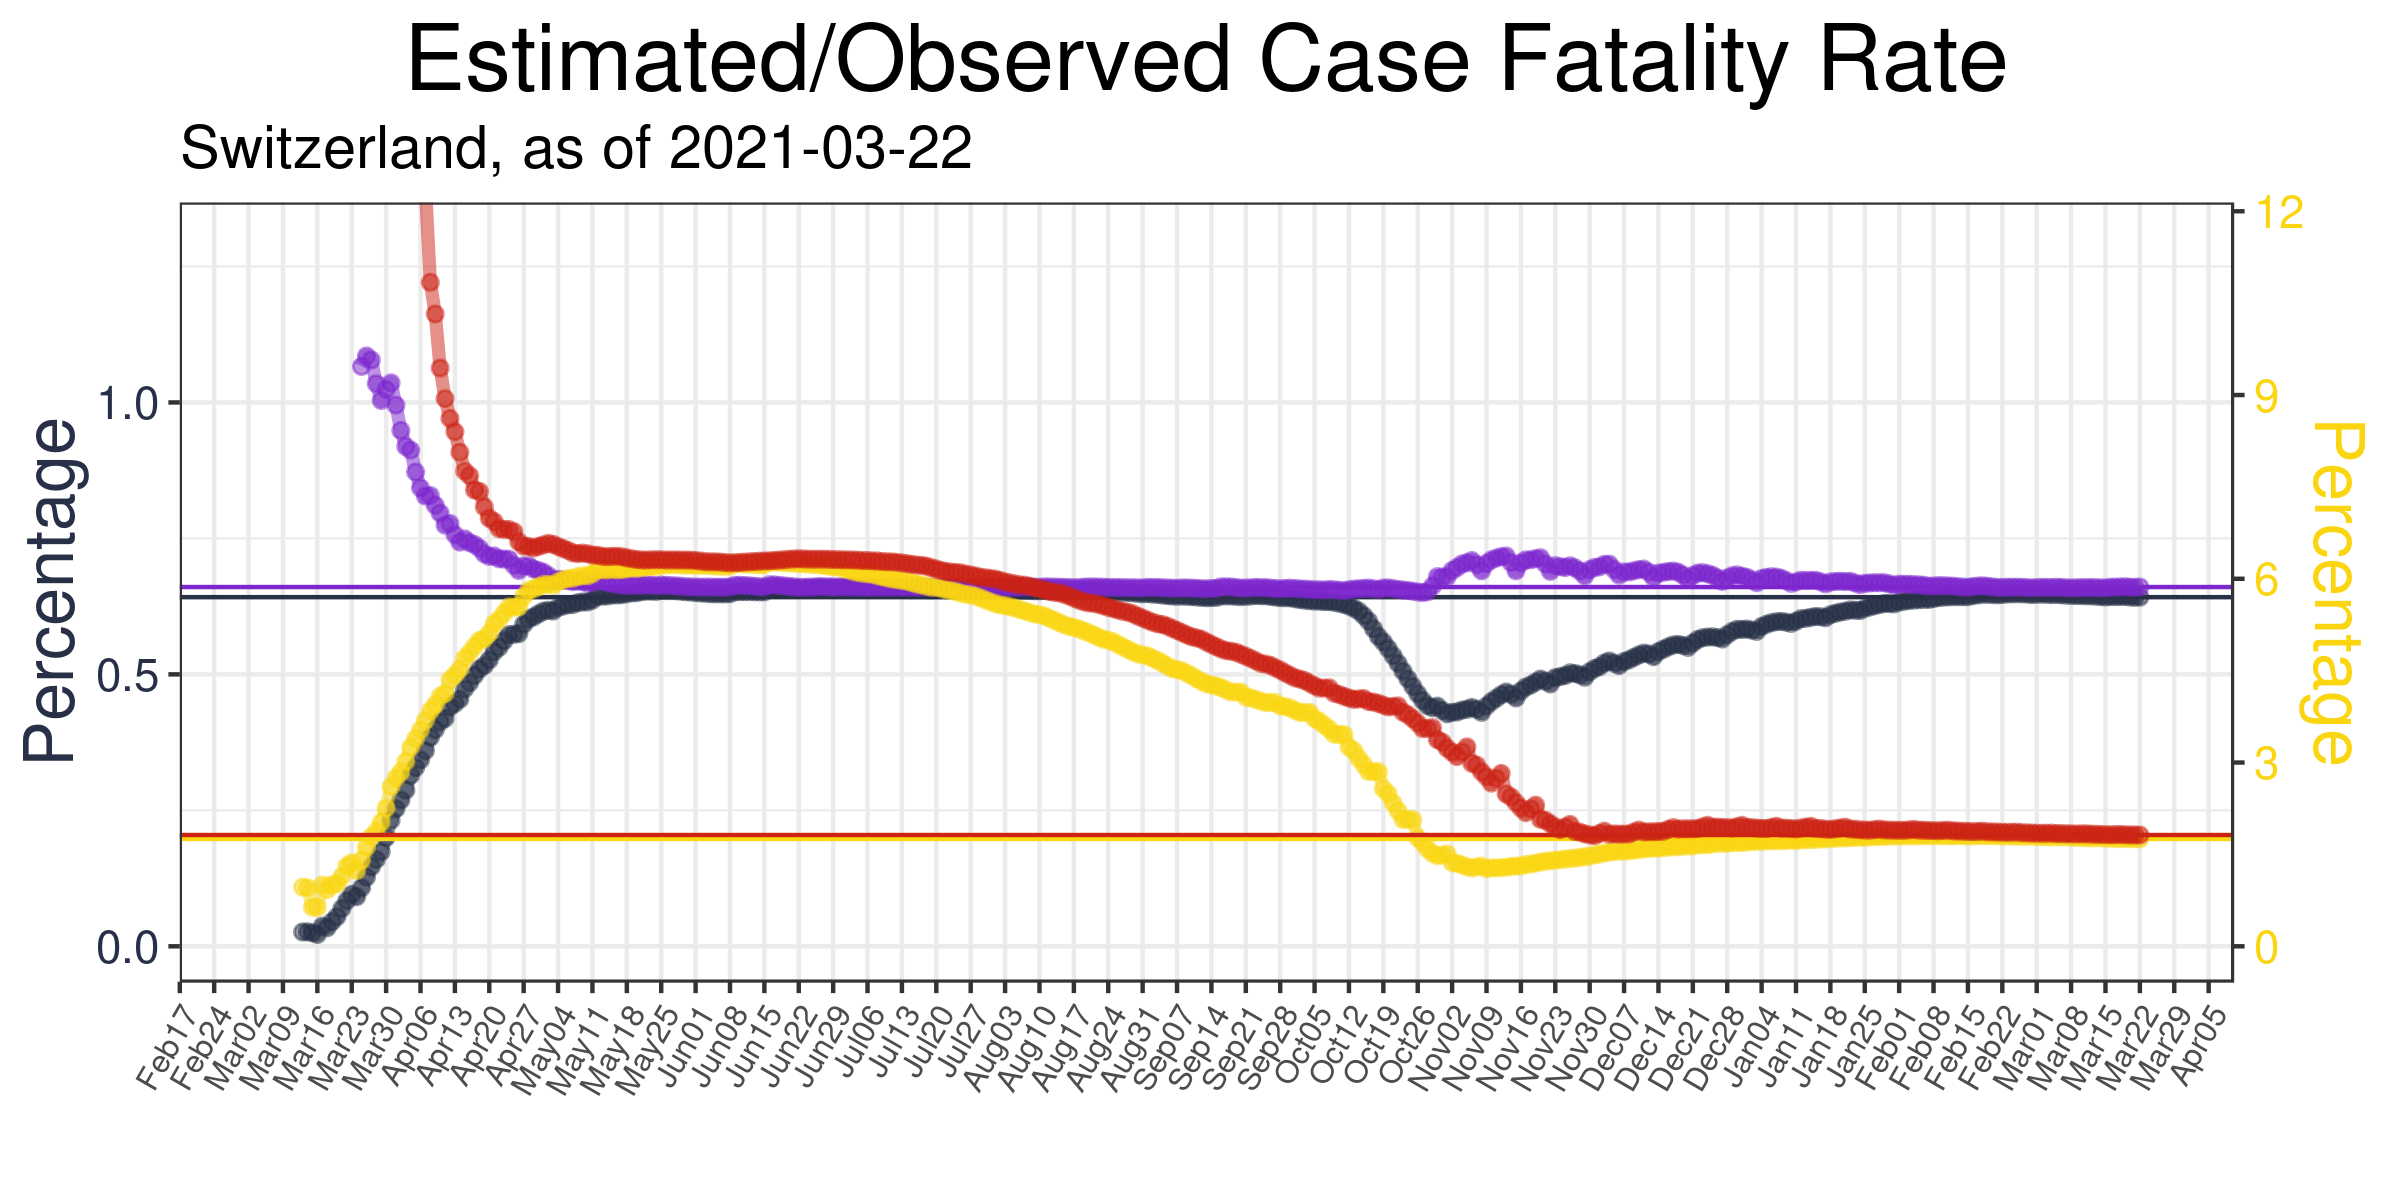 Estimated/Observed Case Fatality Rate
Switzerland, as of 2021-03-22
Percentage
1.0
0.5
0.0
12
9
6
3
0
Percentage
Feb17
Feb24
Mar02
Mar09
Mar16
Mar23
Mar30
Apr06
Apr13
Apr20
Apr27
May04
May11
May18
May25
Jun01
Jun08
Jun15
Jun22
Jun29
Jul06
Jul13
Jul20
Jul27
Aug03
Aug10
Aug17
Aug24
Aug31
Sep07
Sep14
Sep21
Sep28
Oct05
Oct12
Oct19
Oct26
Nov02
Nov09
Nov16
Nov23
Nov30
Dec07
Dec14
Dec21
Dec28
Jan04
Jan11
Jan18
Jan25
Feb01
Feb08
Feb15
Feb22
Mar01
Mar08
Mar15
Mar22
Mar29
Apr05